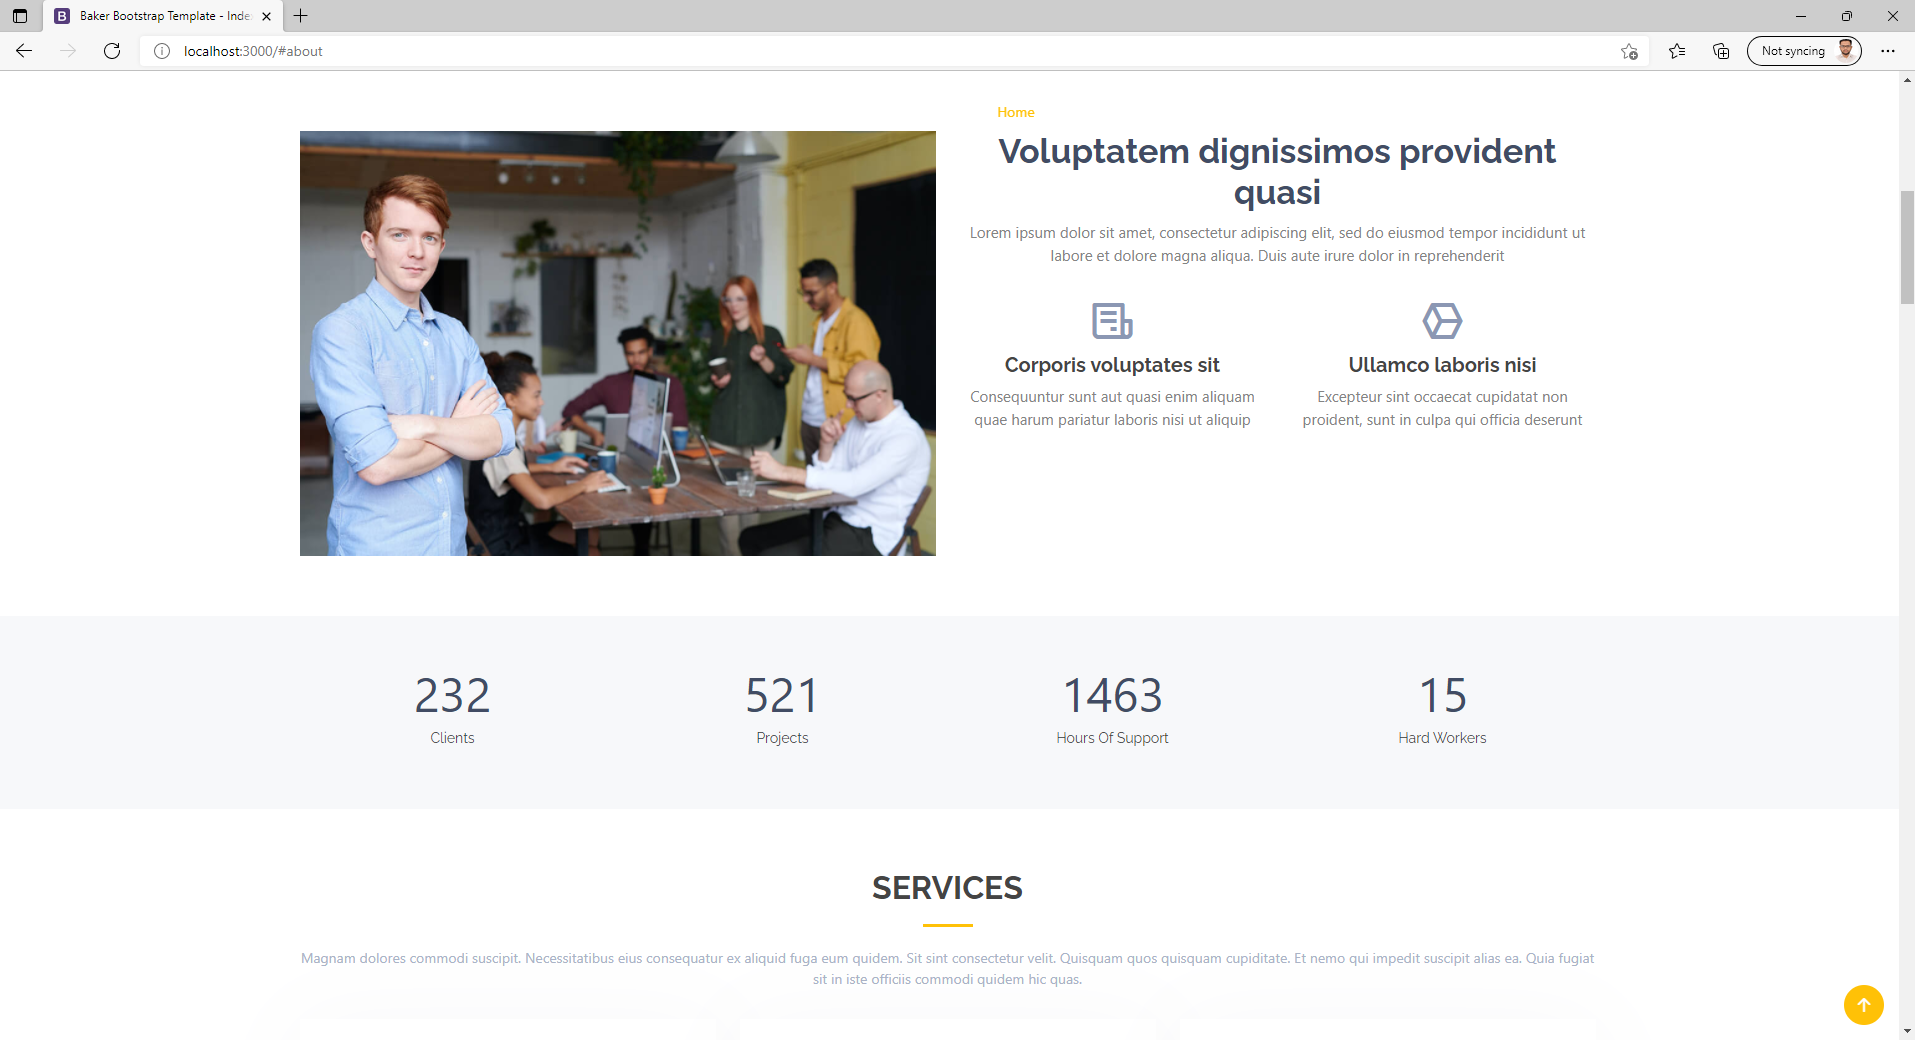 Baker Bootstrap Template - Inde
localhost:3000/#about
Not syncing
Home
Voluptatem dignissimos provident
quasi
Lorem ipsum dolor sit amet, consectetur adipiscing elit, sed do eiusmod tempor incididunt ut
labore et dolore magna aliqua. Duis aute irure dolor in reprehenderit
Corporis voluptates sit
Consequuntur sunt aut quasi enim aliquam
quae harum pariatur laboris nisi ut aliquip
Ullamco laboris nisi
Excepteur sint occaecat cupidatat non
proident, sunt in culpa qui officia deserunt
232
Clients
521
Projects
1463
Hours Of Support
15
Hard Workers
SERVICES
Magnam dolores commodi suscipit. Necessitatibus eius consequatur ex aliquid fuga eum quidem. Sit sint consectetur velit. Quisquam quos quisquam cupiditate. Et nemo qui impedit suscipit alias ea. Quia fugiat
sit in iste officiis commodi quidem hic quas.